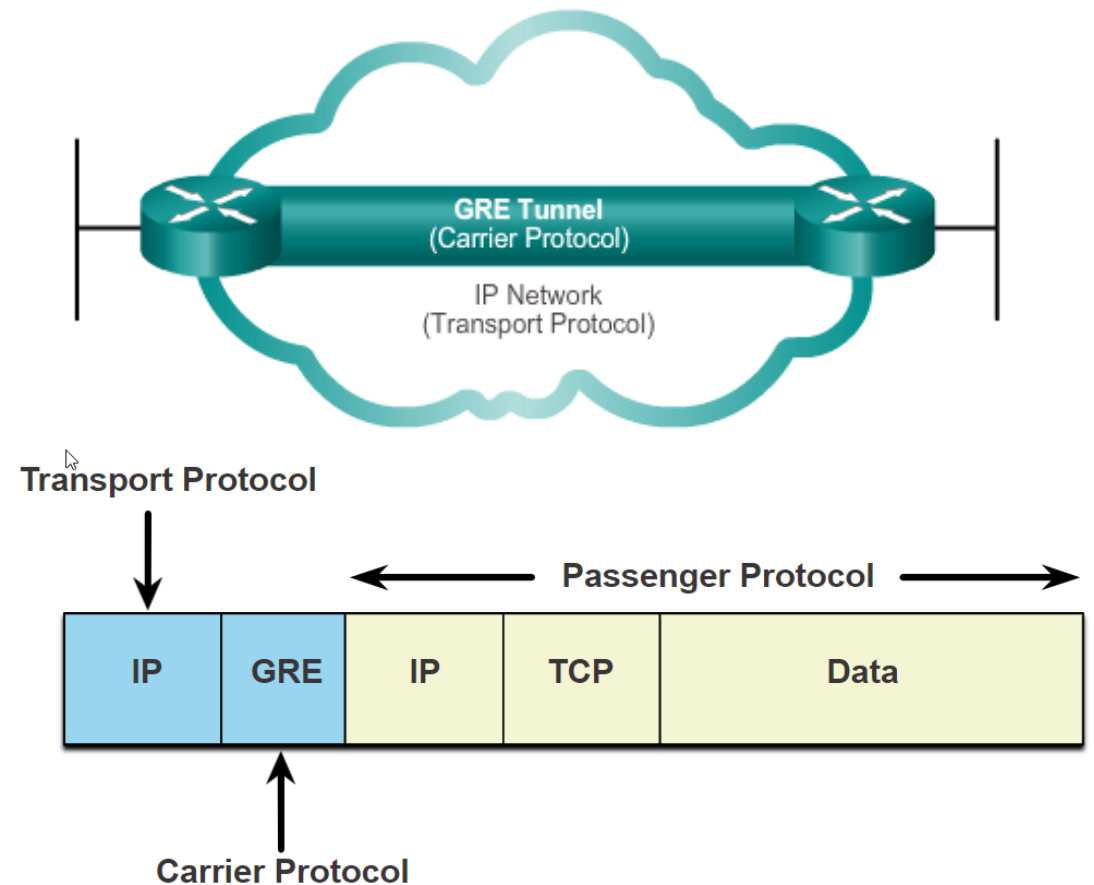 GRE Tunnel
(Carrier Protocol)
IP Network
(Transport Protocol)
Transport Protocol
Passenger Protocol
IP
GRE
IP
TCP
Data
Carrier Protocol